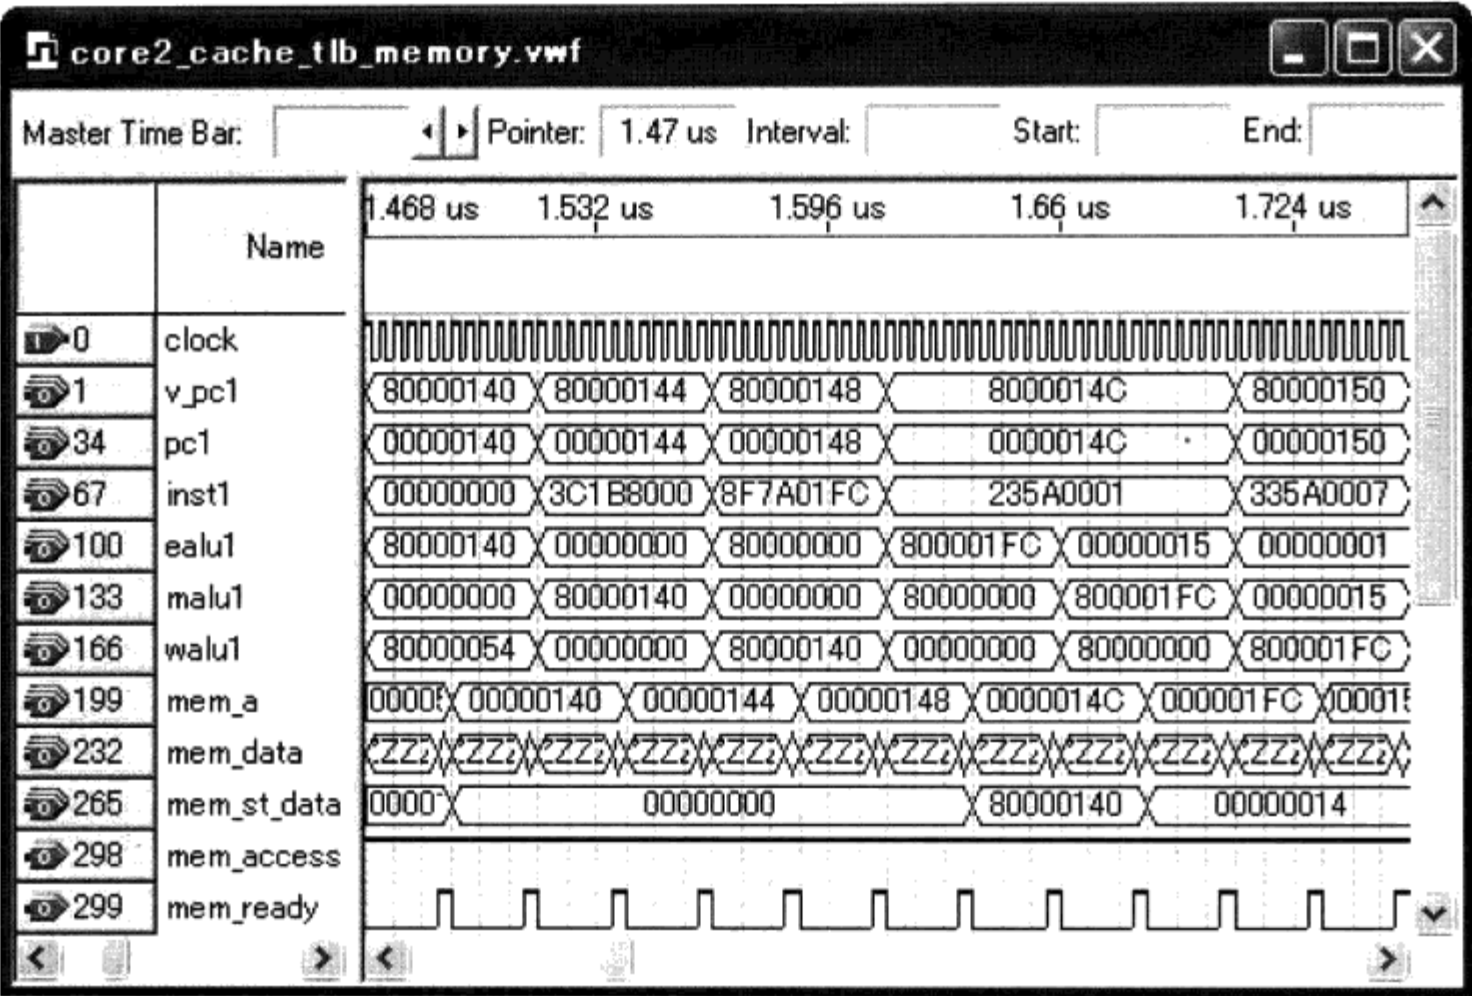 core2_cache_tlb_memory.vwf
Master Time Bar: Pointer: 1.47 us Interval: Start: End:
1.468 us 1.532 us 1.596 us 1.66 us 1.724 us
Name
0 clock
1 v_pc1 80000140 80000144 80000148 8000014C 80000150
34 pc1 00000140 00000144 00000148 0000014C 00000150
67 inst1 00000000 3C1B8000 8F7A01FC 235A0001 335A0007
100 ealu1 80000140 00000000 80000000 800001FC 00000015 00000001
133 malu1 00000000 80000140 00000000 80000000 800001FC 00000015
166 walu1 80000054 00000000 80000140 00000000 80000000 800001FC
199 mem_a 00000140 00000144 00000148 0000014C 000001FC
232 mem_data
265 mem_st_data 0000 00000000 80000140 00000014
298 mem_access
299 mem_ready